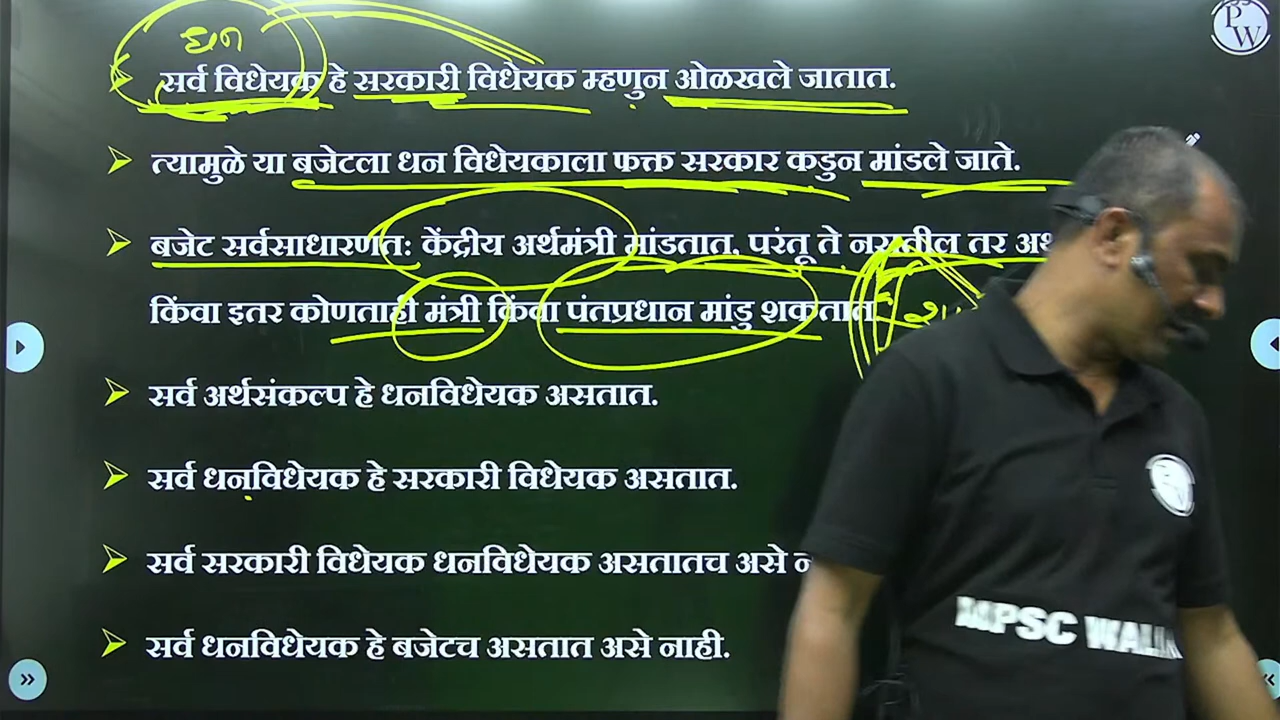 PW
धन
सर्व विधेयक हे सरकारी विधेयक म्हणुन ओळखले जातात.
त्यामुळे या बजेटला धन विधेयकाला फक्त सरकार कडुन मांडले जाते.
बजेट सर्वसाधारणत: केंद्रीय अर्थमंत्री मांडतात, परंतू ते नसतील तर
किंवा इतर कोणताही मंत्री किंवा पंतप्रधान मांडु शकतात
सर्व अर्थसंकल्प हे धनविधेयक असतात.
सर्व धनविधेयक हे सरकारी विधेयक असतात.
सर्व सरकारी विधेयक धनविधेयक असतातच असे
सर्व धनविधेयक हे बजेटच असतात असे नाही.
MPSC